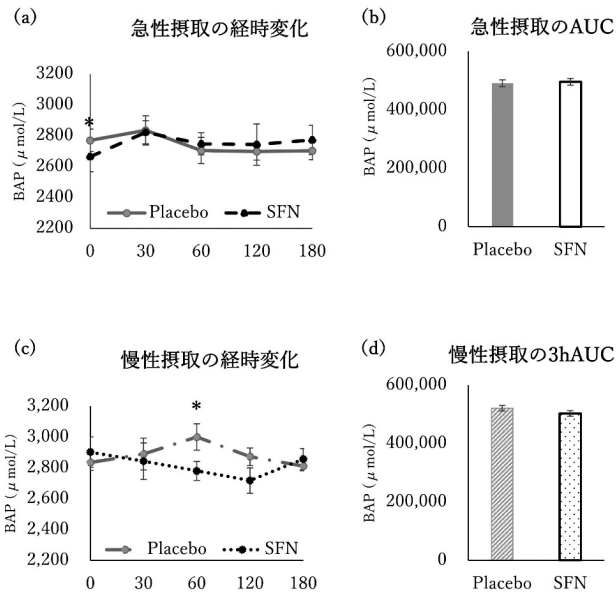 (a)
急性摂取の経時変化
BAP（μmol/L）
3200
3000
2800
2600
2400
2200
*
Placebo
SFN
0 30 60 120 180
(b)
急性摂取のAUC
BAP（μmol/L）
600,000
400,000
200,000
0
Placebo SFN
(c)
慢性摂取の経時変化
BAP（μmol/L）
3,200
3,000
2,800
2,600
2,400
2,200
*
Placebo
SFN
0 30 60 120 180
(d)
慢性摂取の3hAUC
BAP（μmol/L）
600,000
400,000
200,000
0
Placebo SFN